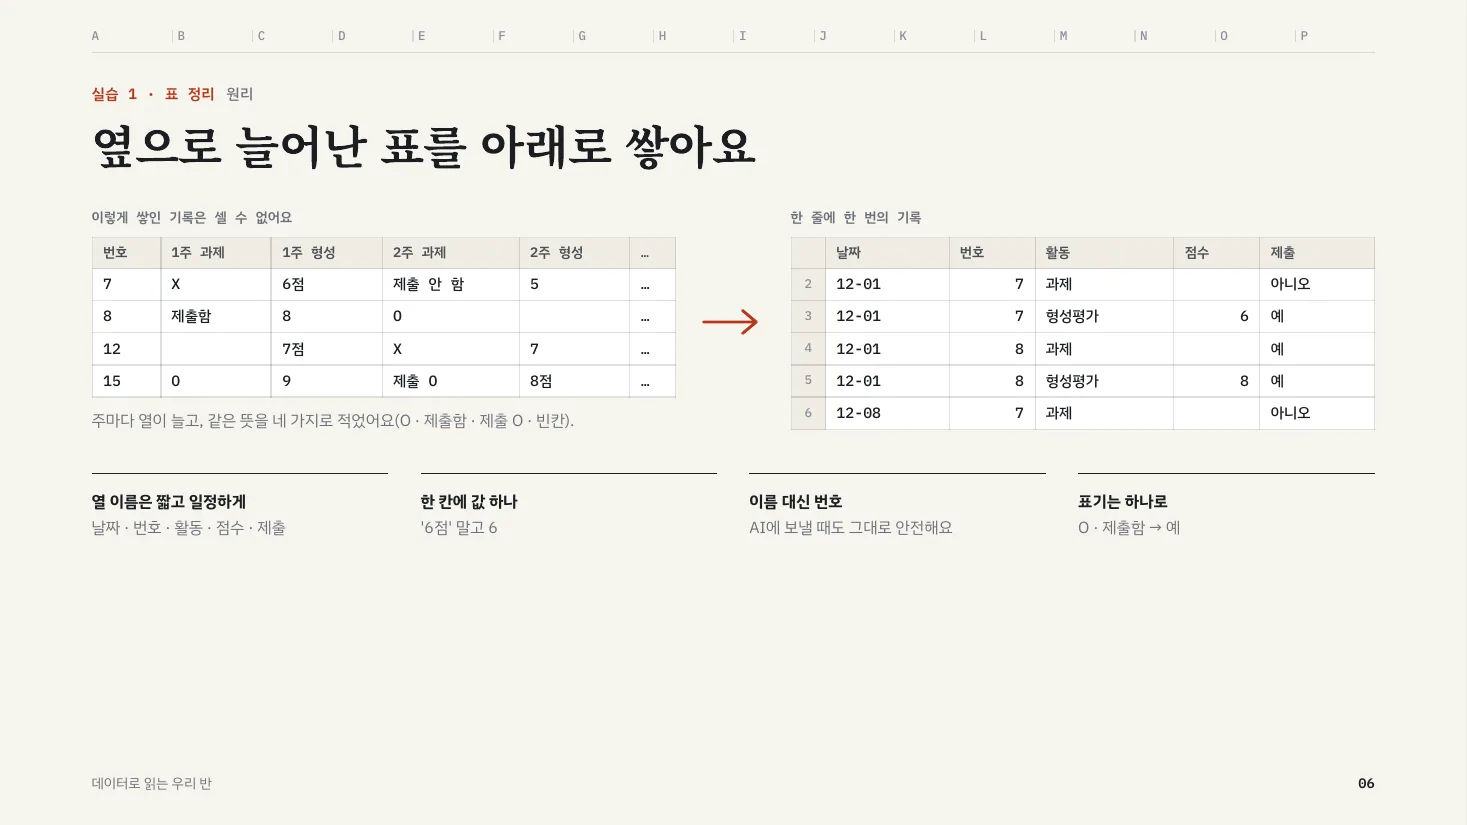 A B C D E F G H I J K L M N O P
실습 1 · 표 정리 원리
옆으로 늘어난 표를 아래로 쌓아요
이렇게 쌓인 기록은 셀 수 없어요
번호 1주 과제 1주 형성 2주 과제 2주 형성 …
7 X 6점 제출 안 함 5 …
8 제출함 8 O …
12 7점 X 7 …
15 O 9 제출 O 8점 …
주마다 열이 늘고, 같은 뜻을 네 가지로 적었어요(O · 제출함 · 제출 O · 빈칸).
한 줄에 한 번의 기록
날짜 번호 활동 점수 제출
2 12-01 7 과제 아니오
3 12-01 7 형성평가 6 예
4 12-01 8 과제 예
5 12-01 8 형성평가 8 예
6 12-08 7 과제 아니오
열 이름은 짧고 일정하게
날짜 · 번호 · 활동 · 점수 · 제출
한 칸에 값 하나
'6점' 말고 6
이름 대신 번호
AI에 보낼 때도 그대로 안전해요
표기는 하나로
O · 제출함 → 예
데이터로 읽는 우리 반
06